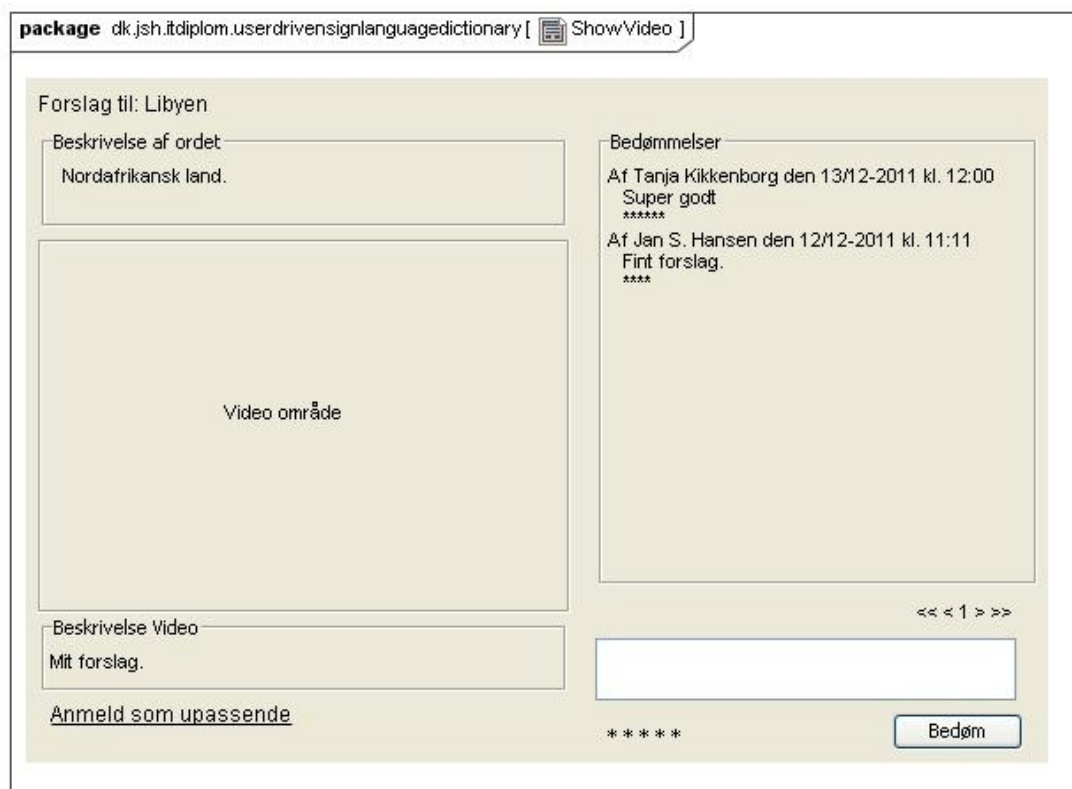 package dk.jsh.itdiplom.userdrivensignlanguagedictionary [ ShowVideo ]
Forslag til: Libyen
Beskrivelse af ordet
Nordafrikansk land.
Video område
Beskrivelse Video
Mit forslag.
Anmeld som upassende
Bedømmelser
Af Tanja Kikkenborg den 13/12-2011 kl. 12:00
Super godt
******
Af Jan S. Hansen den 12/12-2011 kl. 11:11
Fint forslag.
****
<< < 1 > >>
* * * * *
Bedøm